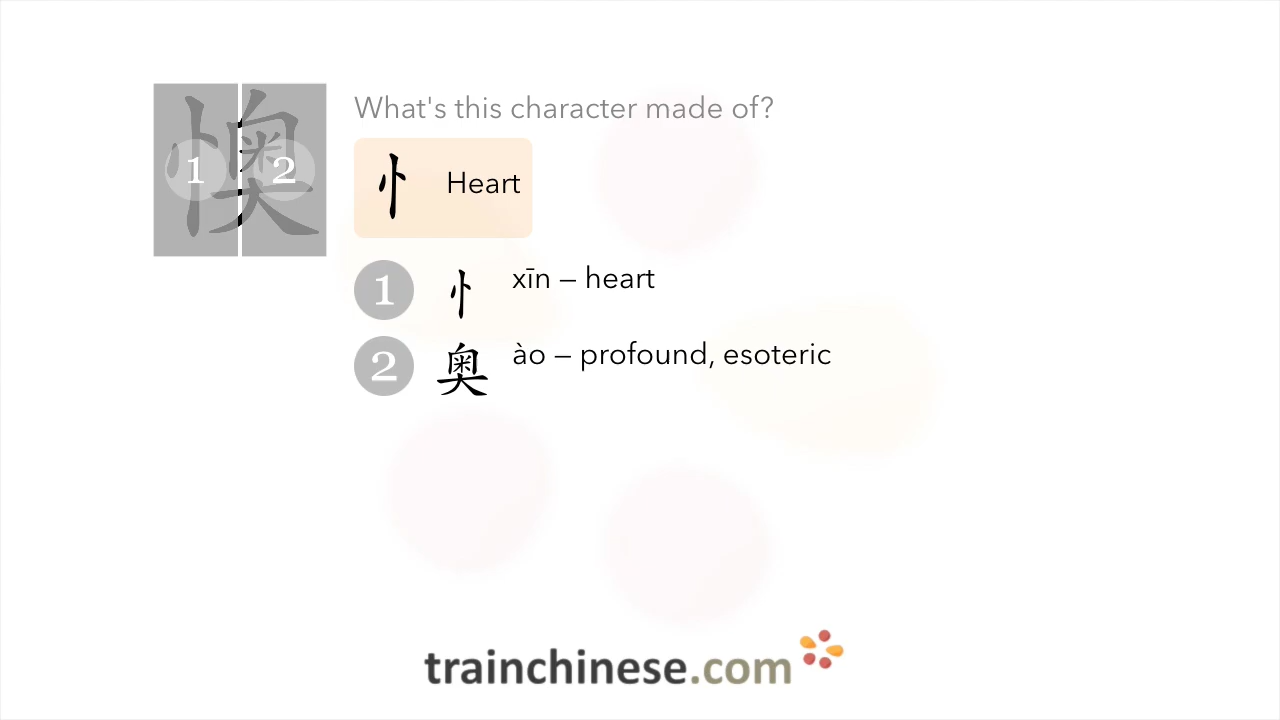 懊
1 2
What's this character made of?
忄 Heart
1 忄 xīn – heart
2 奥 ào – profound, esoteric
trainchinese.com